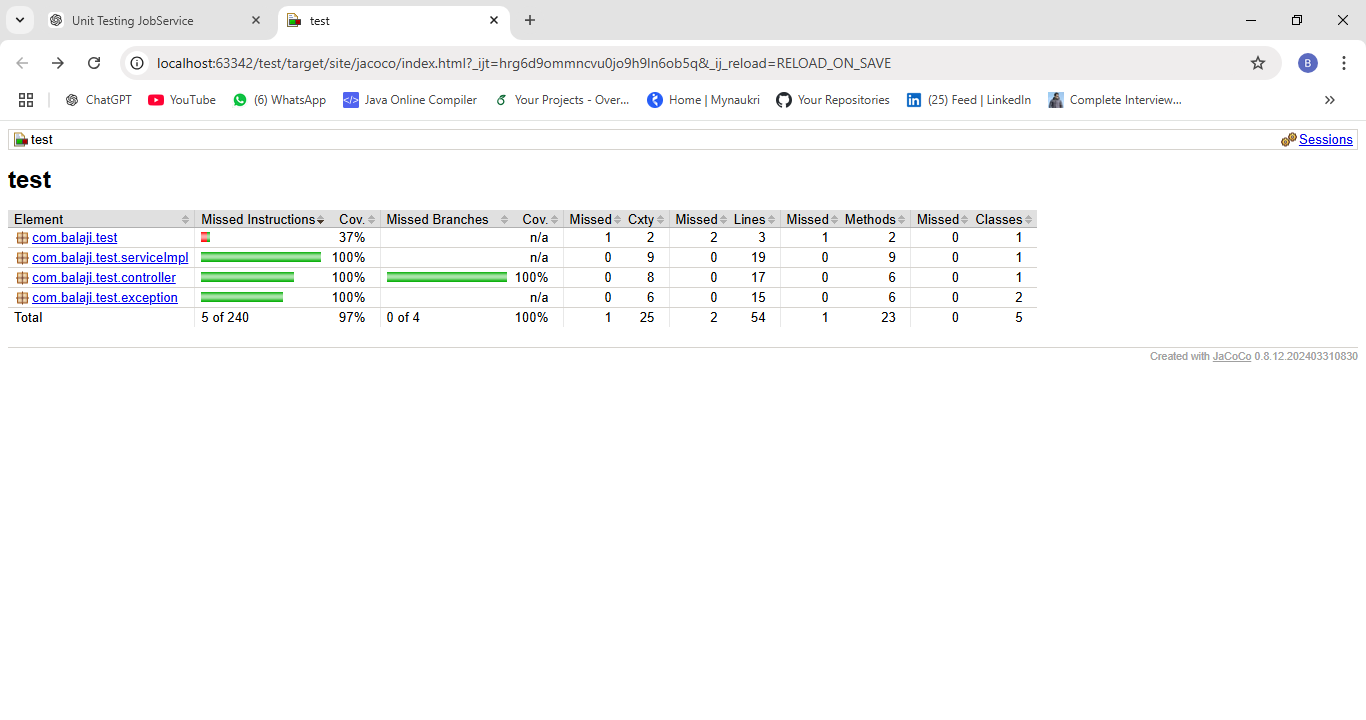 Unit Testing JobService
test
localhost:63342/test/target/site/jacoco/index.html?_ijt=hrg6d9ommncvu0jo9h9ln6ob5q&_ij_reload=RELOAD_ON_SAVE
B
ChatGPT YouTube (6) WhatsApp Java Online Compiler Your Projects - Over... Home | Mynaukri Your Repositories (25) Feed | LinkedIn Complete Interview...
test Sessions
test
Element Missed Instructions Cov. Missed Branches Cov. Missed Cxty Missed Lines Missed Methods Missed Classes
com.balaji.test 37% n/a 1 2 2 3 1 2 0 1
com.balaji.test.serviceImpl 100% n/a 0 9 0 19 0 9 0 1
com.balaji.test.controller 100% 100% 0 8 0 17 0 6 0 1
com.balaji.test.exception 100% n/a 0 6 0 15 0 6 0 2
Total 5 of 240 97% 0 of 4 100% 1 25 2 54 1 23 0 5
Created with JaCoCo 0.8.12.202403310830